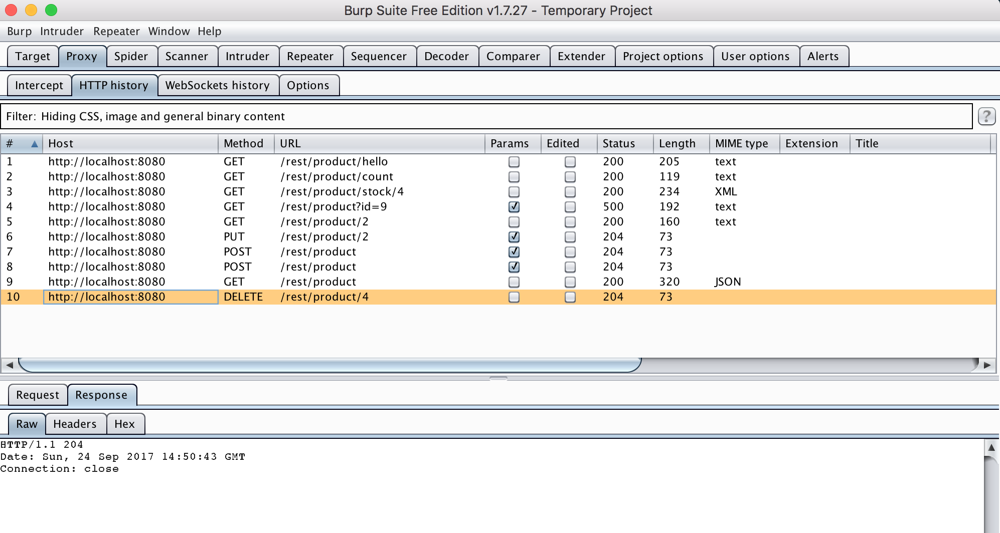 Burp Suite Free Edition v1.7.27 - Temporary Project
Burp Intruder Repeater Window Help
Target Proxy Spider Scanner Intruder Repeater Sequencer Decoder Comparer Extender Project options User options Alerts
Intercept HTTP history WebSockets history Options
Filter: Hiding CSS, image and general binary content ?
# Host Method URL Params Edited Status Length MIME type Extension Title
1 http://localhost:8080 GET /rest/product/hello 200 205 text
2 http://localhost:8080 GET /rest/product/count 200 119 text
3 http://localhost:8080 GET /rest/product/stock/4 200 234 XML
4 http://localhost:8080 GET /rest/product?id=9 500 192 text
5 http://localhost:8080 GET /rest/product/2 200 160 text
6 http://localhost:8080 PUT /rest/product/2 204 73
7 http://localhost:8080 POST /rest/product 204 73
8 http://localhost:8080 POST /rest/product 204 73
9 http://localhost:8080 GET /rest/product 200 320 JSON
10 http://localhost:8080 DELETE /rest/product/4 204 73
Request Response
Raw Headers Hex
HTTP/1.1 204
Date: Sun, 24 Sep 2017 14:50:43 GMT
Connection: close